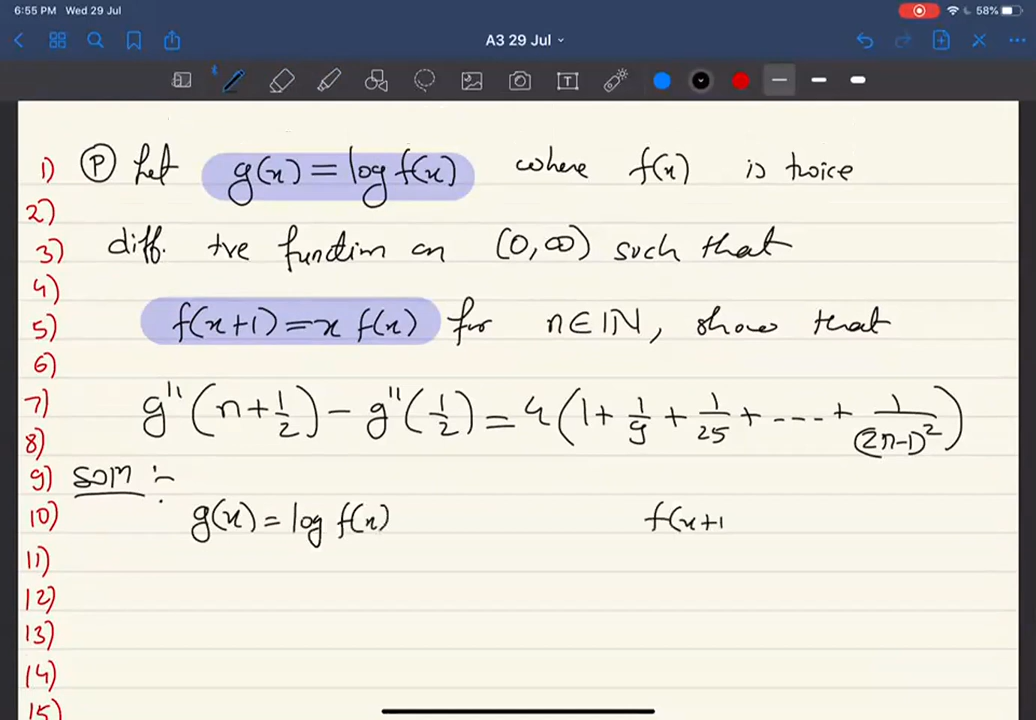 6:55 PM Wed 29 Jul 58%
A3 29 Jul
1) P Let g(x) = log f(x) where f(x) is twice
2)
3) diff. +ve function on (0, ∞) such that
4)
5) f(x+1) = x f(x) for n ∈ IN, show that
6)
7) g''(n + 1/2) - g''(1/2) = 4(1 + 1/9 + 1/25 + ---- + 1/(2n-1)²)
8)
9) Solⁿ :-
10) g(x) = log f(x) f(x+1
11)
12)
13)
14)
15)